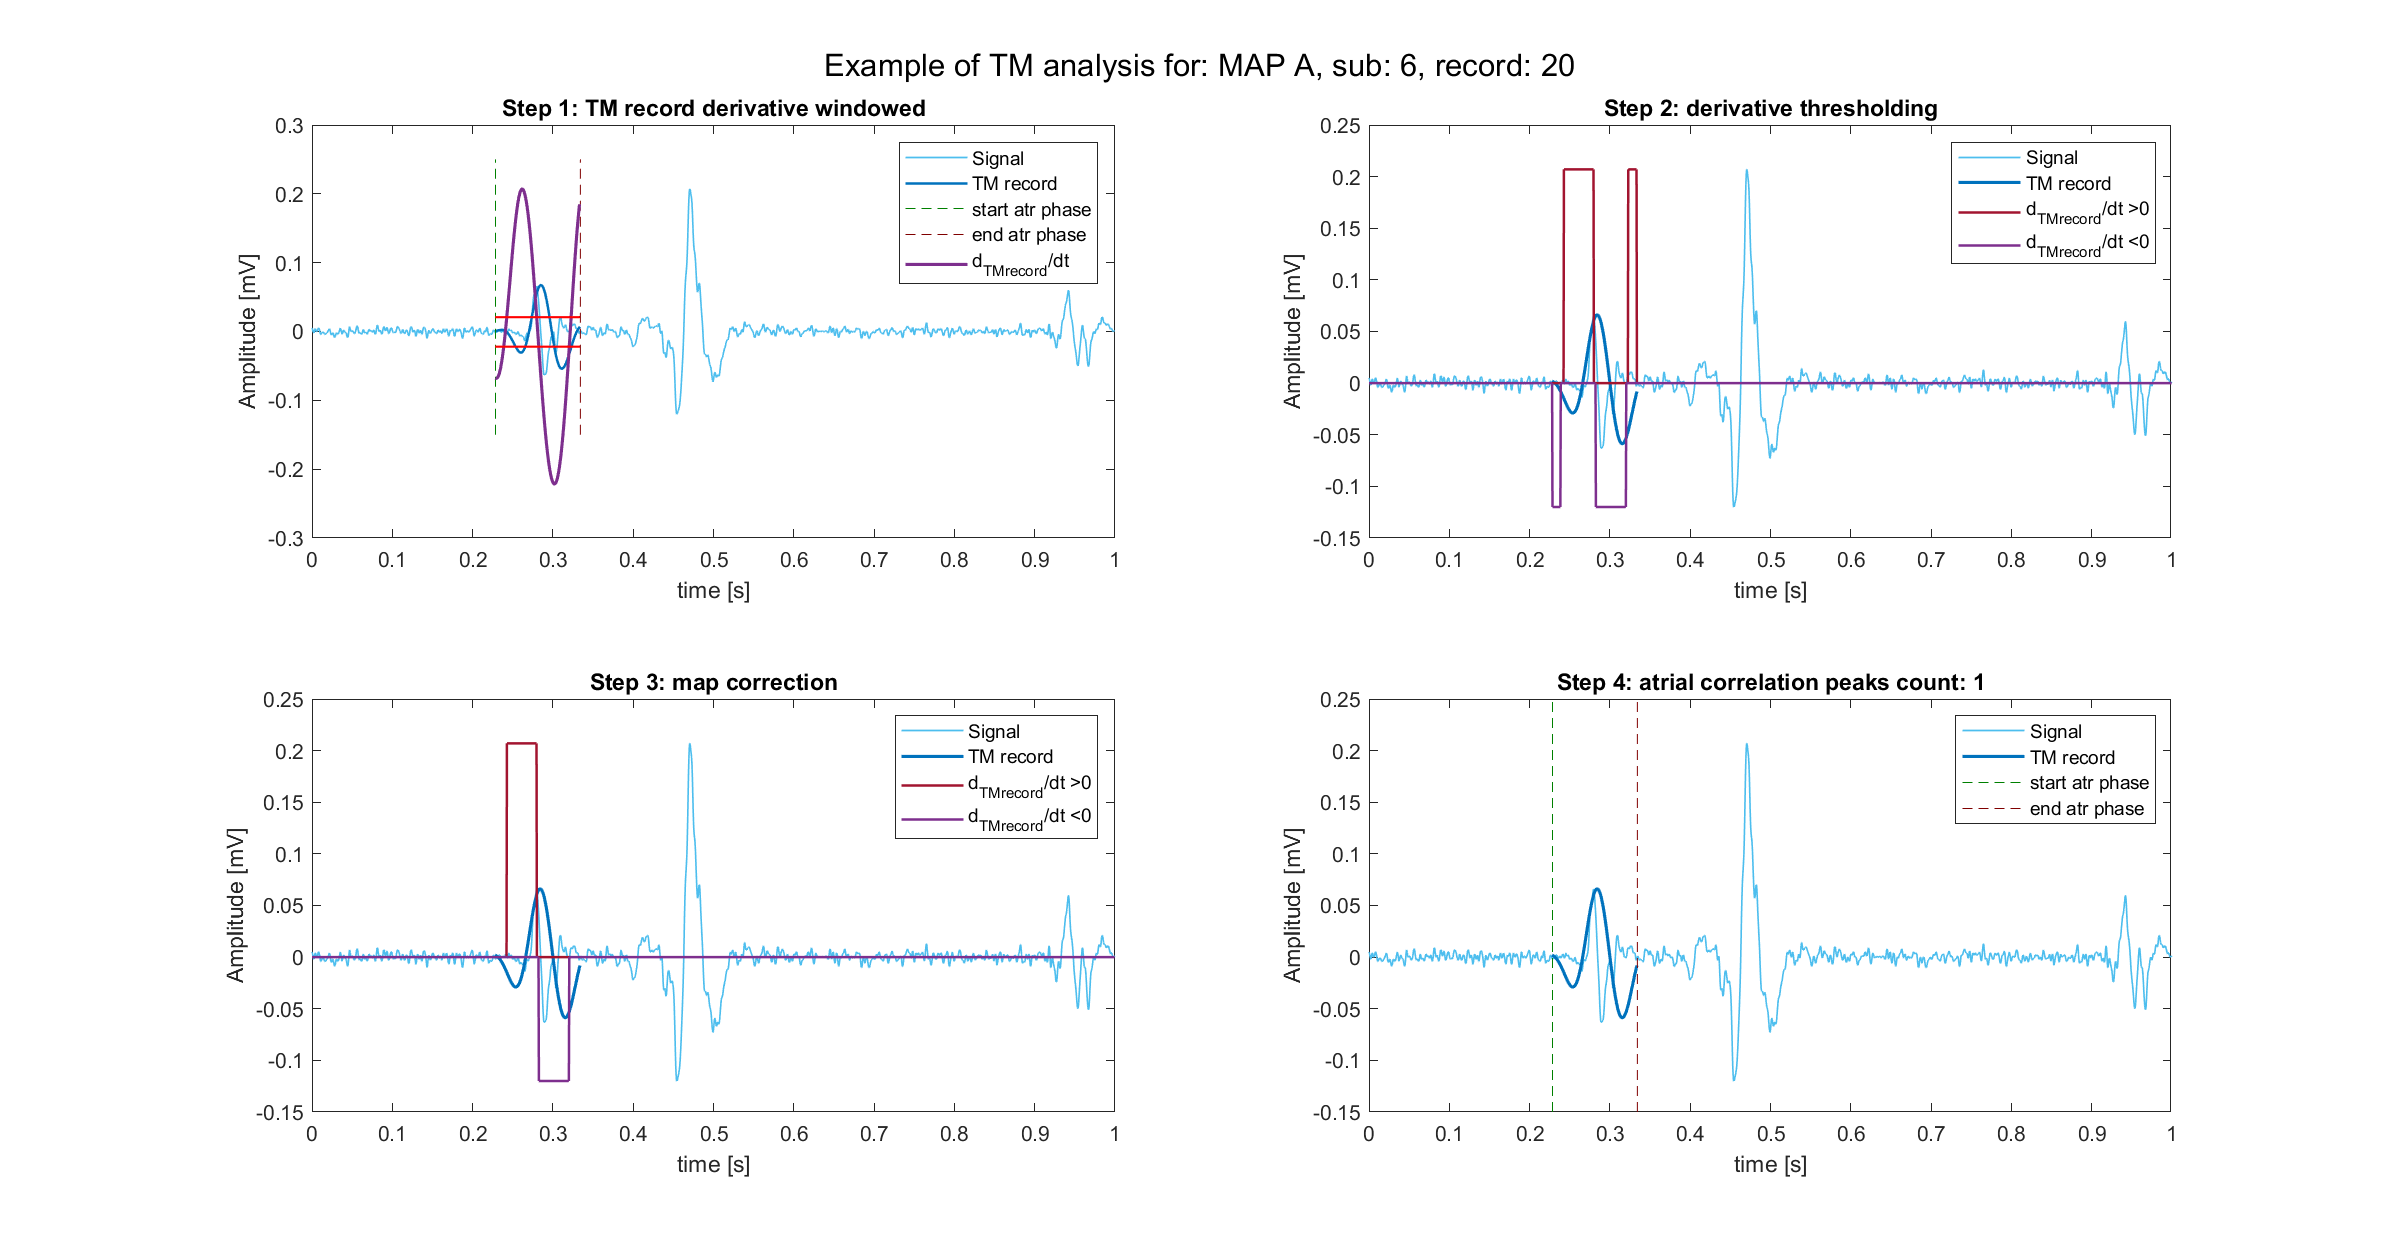 Example of TM analysis for: MAP A, sub: 6, record: 20
Step 1: TM record derivative windowed
0.3
0.2
0.1
0
-0.1
-0.2
-0.3
Amplitude [mV]
0 0.1 0.2 0.3 0.4 0.5 0.6 0.7 0.8 0.9 1
time [s]
Signal
TM record
start atr phase
end atr phase
d_TMrecord/dt
Step 2: derivative thresholding
0.25
0.2
0.15
0.1
0.05
0
-0.05
-0.1
-0.15
Amplitude [mV]
0 0.1 0.2 0.3 0.4 0.5 0.6 0.7 0.8 0.9 1
time [s]
Signal
TM record
d_TMrecord/dt >0
d_TMrecord/dt <0
Step 3: map correction
0.25
0.2
0.15
0.1
0.05
0
-0.05
-0.1
-0.15
Amplitude [mV]
0 0.1 0.2 0.3 0.4 0.5 0.6 0.7 0.8 0.9 1
time [s]
Signal
TM record
d_TMrecord/dt >0
d_TMrecord/dt <0
Step 4: atrial correlation peaks count: 1
0.25
0.2
0.15
0.1
0.05
0
-0.05
-0.1
-0.15
Amplitude [mV]
0 0.1 0.2 0.3 0.4 0.5 0.6 0.7 0.8 0.9 1
time [s]
Signal
TM record
start atr phase
end atr phase